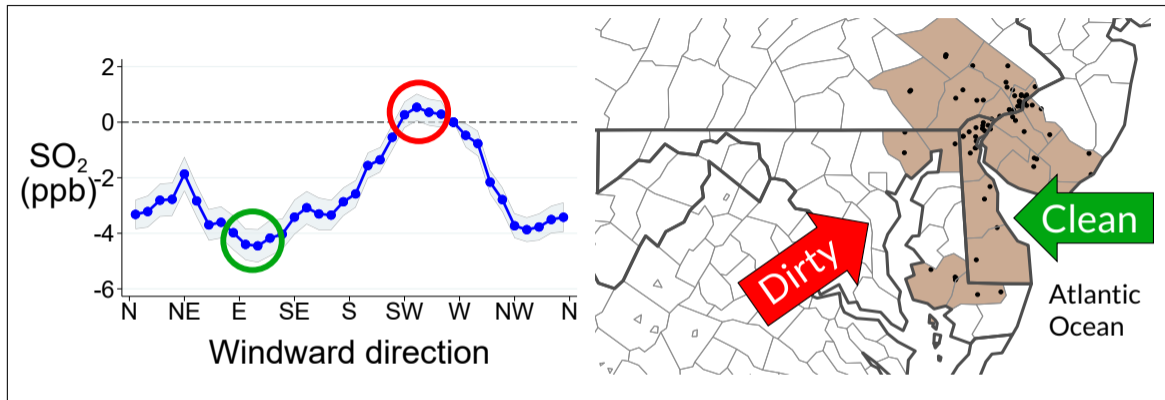 2
0
-2
-4
-6
SO₂
(ppb)
N NE E SE S SW W NW N
Windward direction
Dirty
Clean
Atlantic
Ocean